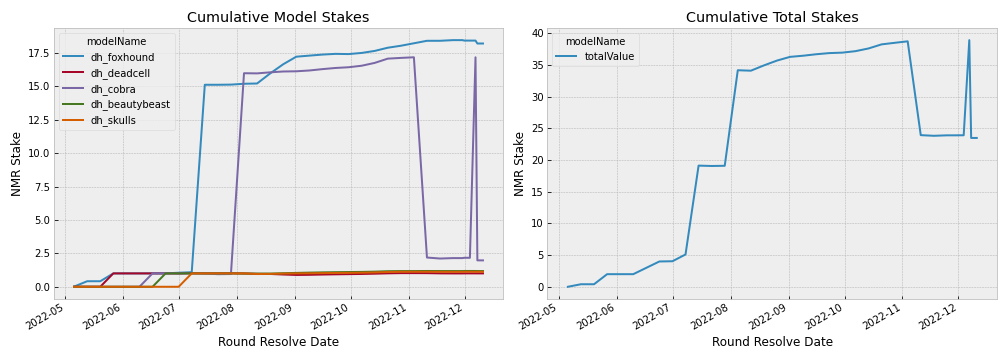 Cumulative Model Stakes
NMR Stake
17.5
15.0
12.5
10.0
7.5
5.0
2.5
0.0
modelName
dh_foxhound
dh_deadcell
dh_cobra
dh_beautybeast
dh_skulls
2022-05
2022-06
2022-07
2022-08
2022-09
2022-10
2022-11
2022-12
Round Resolve Date
Cumulative Total Stakes
NMR Stake
40
35
30
25
20
15
10
5
0
modelName
totalValue
2022-05
2022-06
2022-07
2022-08
2022-09
2022-10
2022-11
2022-12
Round Resolve Date